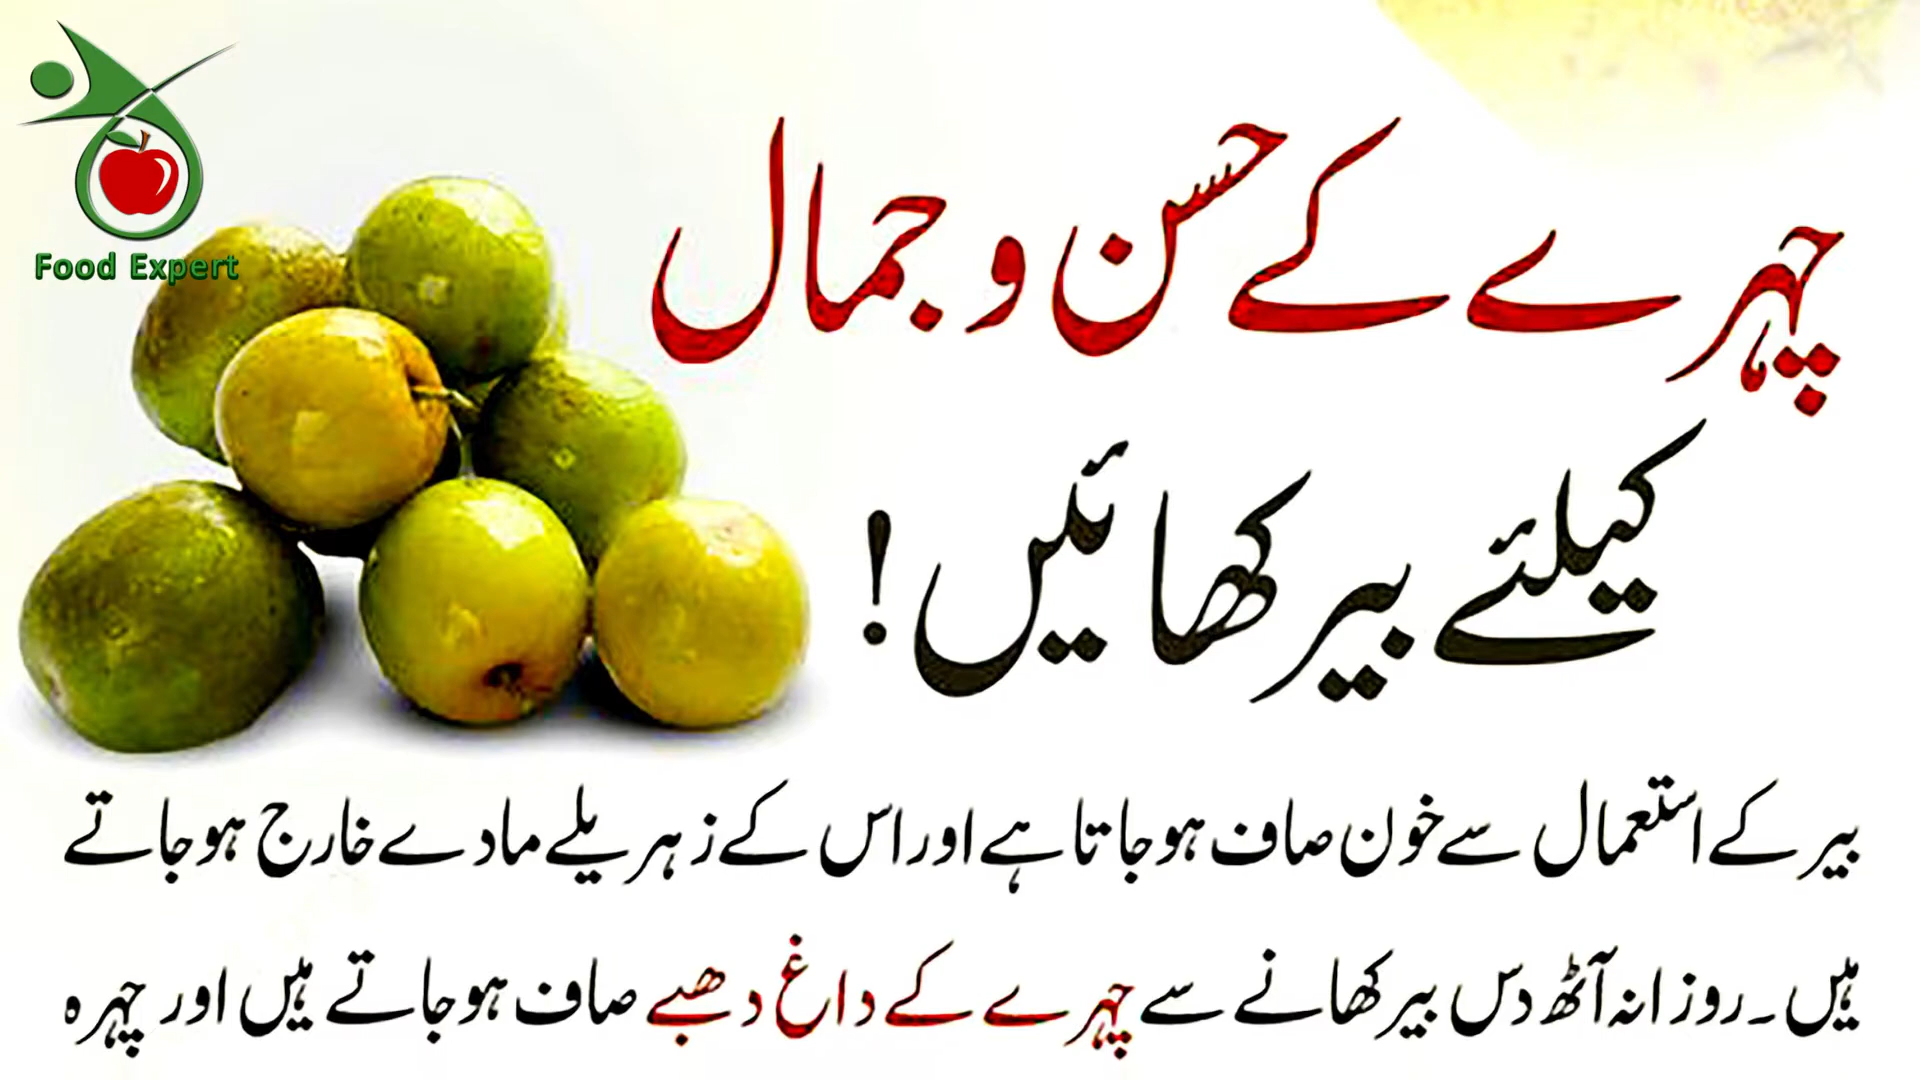 Food Expert
چہرے کے حسن و جمال
کیلئے بیر کھائیں!
بیر کے استعمال سے خون صاف ہو جاتا ہے اور اس کے زہریلے مادے خارج ہو جاتے
ہیں۔ روزانہ آٹھ دس بیر کھانے سے چہرے کے داغ دھبے صاف ہو جاتے ہیں اور چہرہ